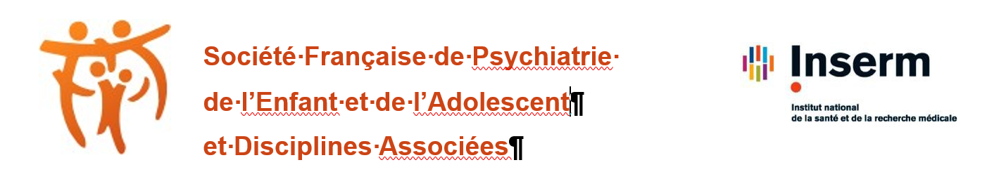 Société·Française·de·Psychiatrie·
de·l’Enfant·et·de·l’Adolescent¶
et·Disciplines·Associées¶
Inserm
Institut national
de la santé et de la recherche médicale